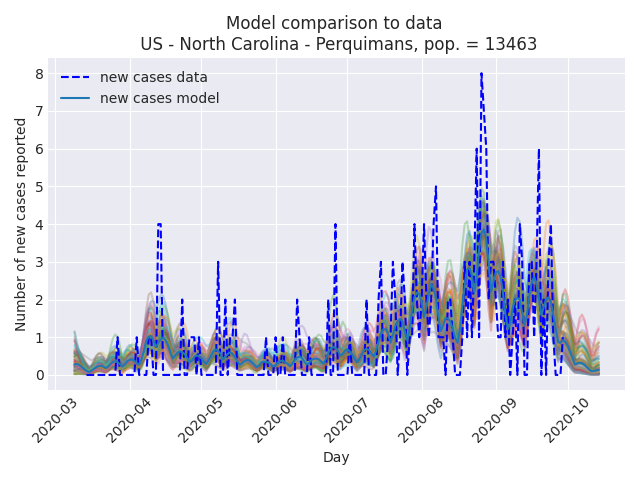 Model comparison to data
US - North Carolina - Perquimans, pop. = 13463
new cases data
new cases model
Number of new cases reported
8
7
6
5
4
3
2
1
0
2020-03
2020-04
2020-05
2020-06
2020-07
2020-08
2020-09
2020-10
Day